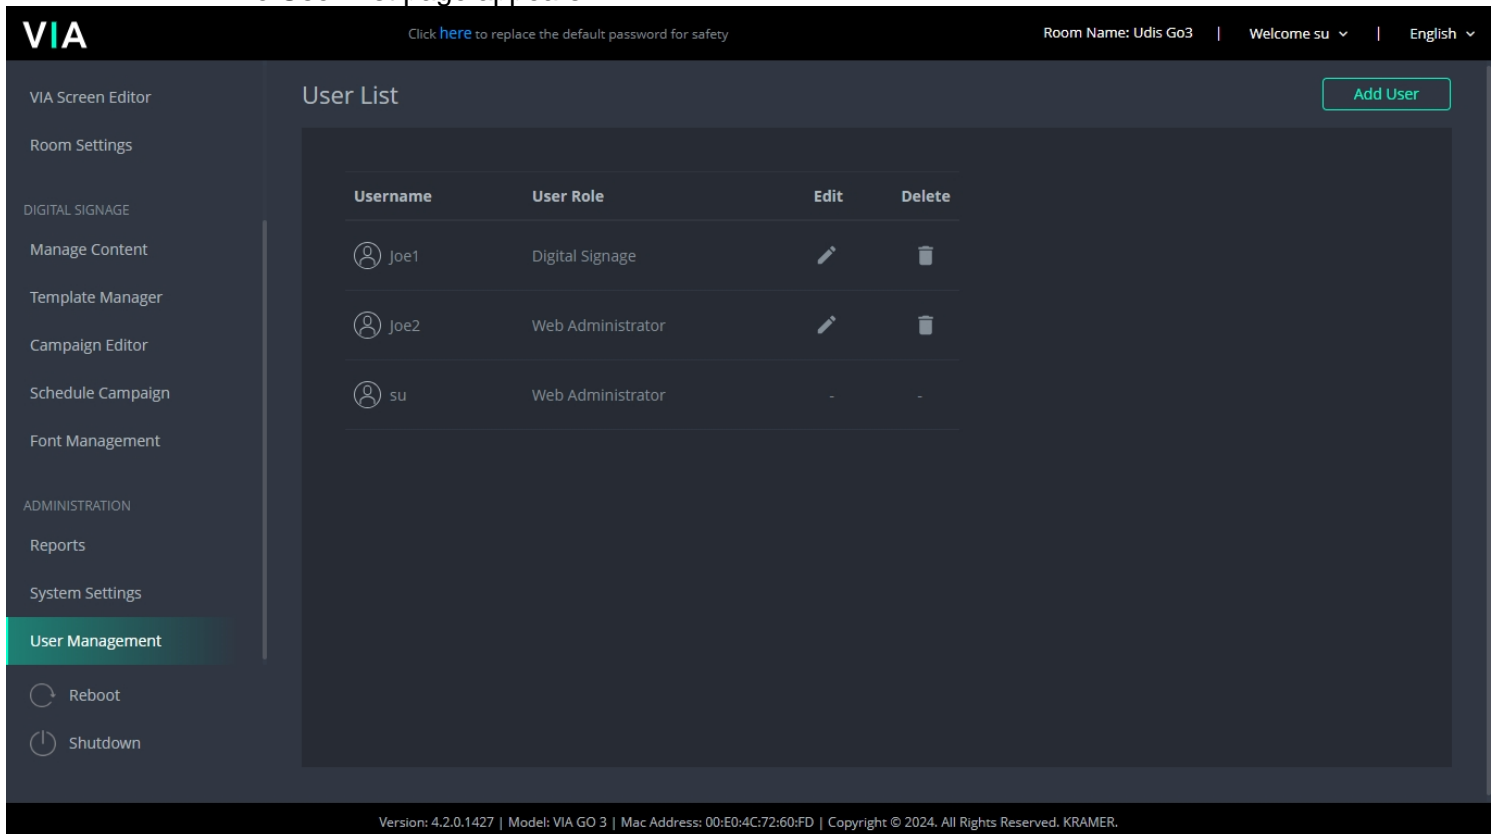 VIA
Click here to replace the default password for safety
Room Name: Udis Go3 | Welcome su | English
VIA Screen Editor
Room Settings
DIGITAL SIGNAGE
Manage Content
Template Manager
Campaign Editor
Schedule Campaign
Font Management
ADMINISTRATION
Reports
System Settings
User Management
Reboot
Shutdown
User List
Add User
Username User Role Edit Delete
Joe1 Digital Signage
Joe2 Web Administrator
su Web Administrator - -
Version: 4.2.0.1427 | Model: VIA GO 3 | Mac Address: 00:E0:4C:72:60:FD | Copyright © 2024. All Rights Reserved. KRAMER.